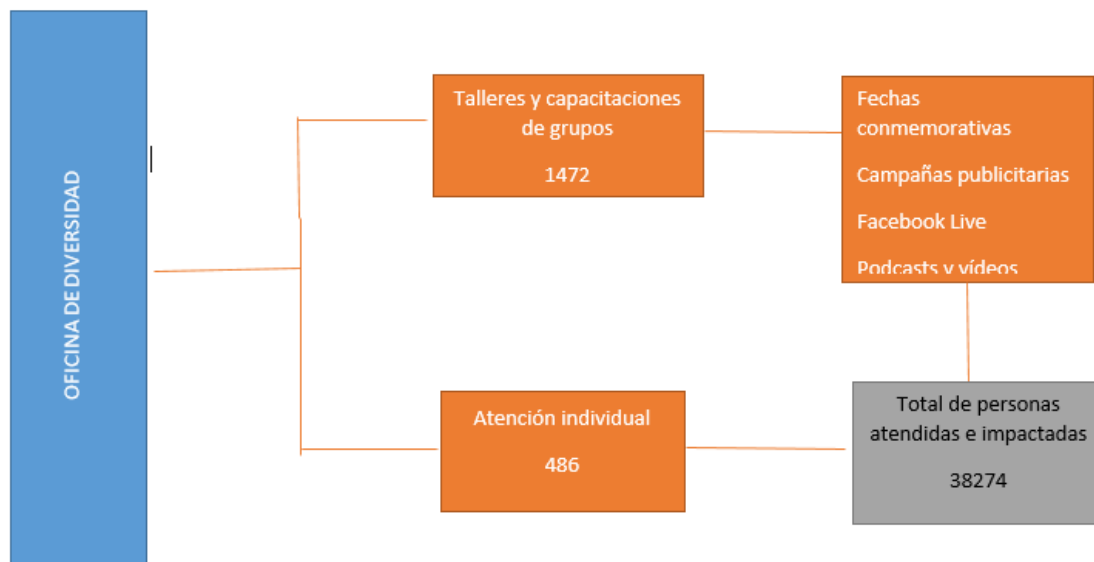 OFICINA DE DIVERSIDAD
Talleres y capacitaciones
de grupos
1472
Fechas
conmemorativas
Campañas publicitarias
Facebook Live
Podcasts y vídeos
Atención individual
486
Total de personas
atendidas e impactadas
38274